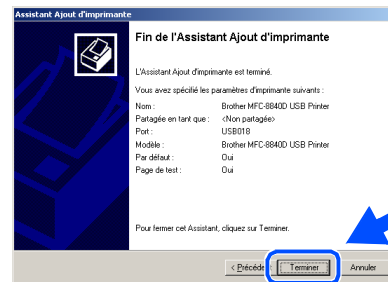 Assistant Ajout d'imprimante
Fin de l'Assistant Ajout d'imprimante
L'Assistant Ajout d'imprimante est terminé.
Vous avez spécifié les paramètres d'imprimante suivants :
Nom : Brother MFC-8840D USB Printer
Partagée en tant que : <Non partagée>
Port : USB018
Modèle : Brother MFC-8840D USB Printer
Par défaut : Oui
Page de test : Oui
Pour fermer cet Assistant, cliquez sur Terminer.
< Précéde Terminer Annuler